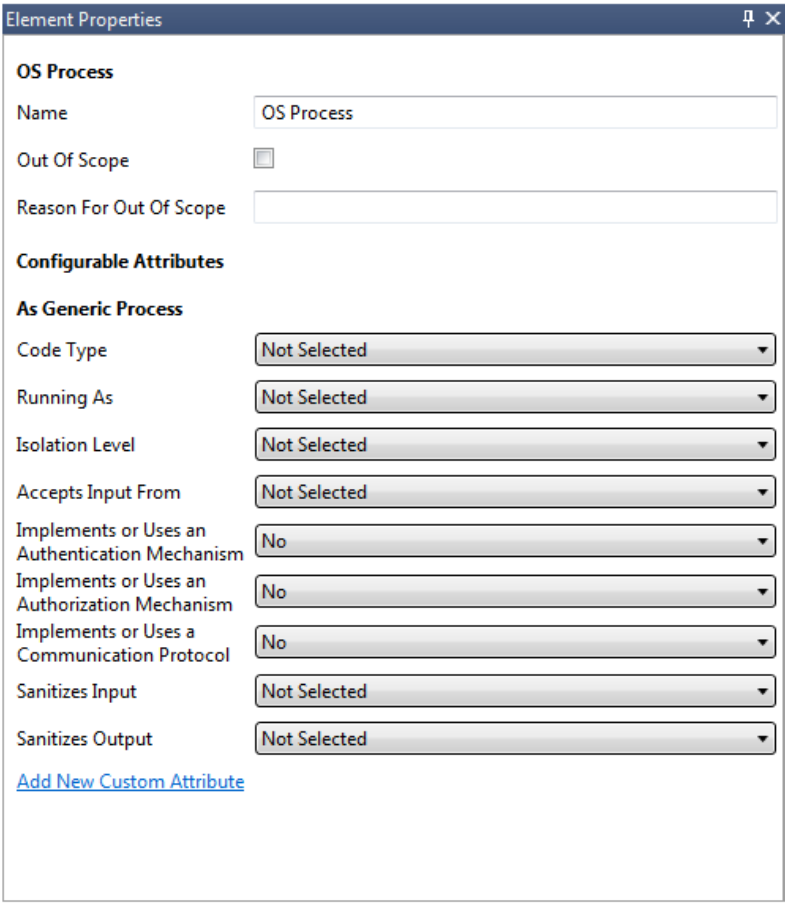 Element Properties
OS Process
Name OS Process
Out Of Scope
Reason For Out Of Scope
Configurable Attributes
As Generic Process
Code Type Not Selected
Running As Not Selected
Isolation Level Not Selected
Accepts Input From Not Selected
Implements or Uses an
Authentication Mechanism No
Implements or Uses an
Authorization Mechanism No
Implements or Uses a
Communication Protocol No
Sanitizes Input Not Selected
Sanitizes Output Not Selected
Add New Custom Attribute